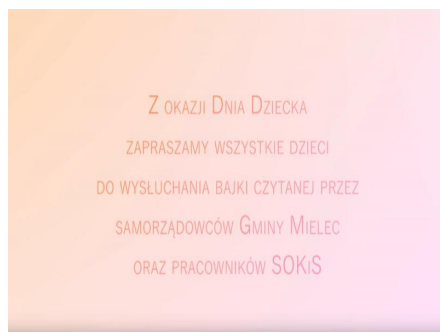 Z OKAZJI DNIA DZIECKA
ZAPRASZAMY WSZYSTKIE DZIECI
DO WYSŁUCHANIA BAJKI CZYTANEJ PRZEZ
SAMORZĄDOWCÓW GMINY MIELEC
ORAZ PRACOWNIKÓW SOKiS